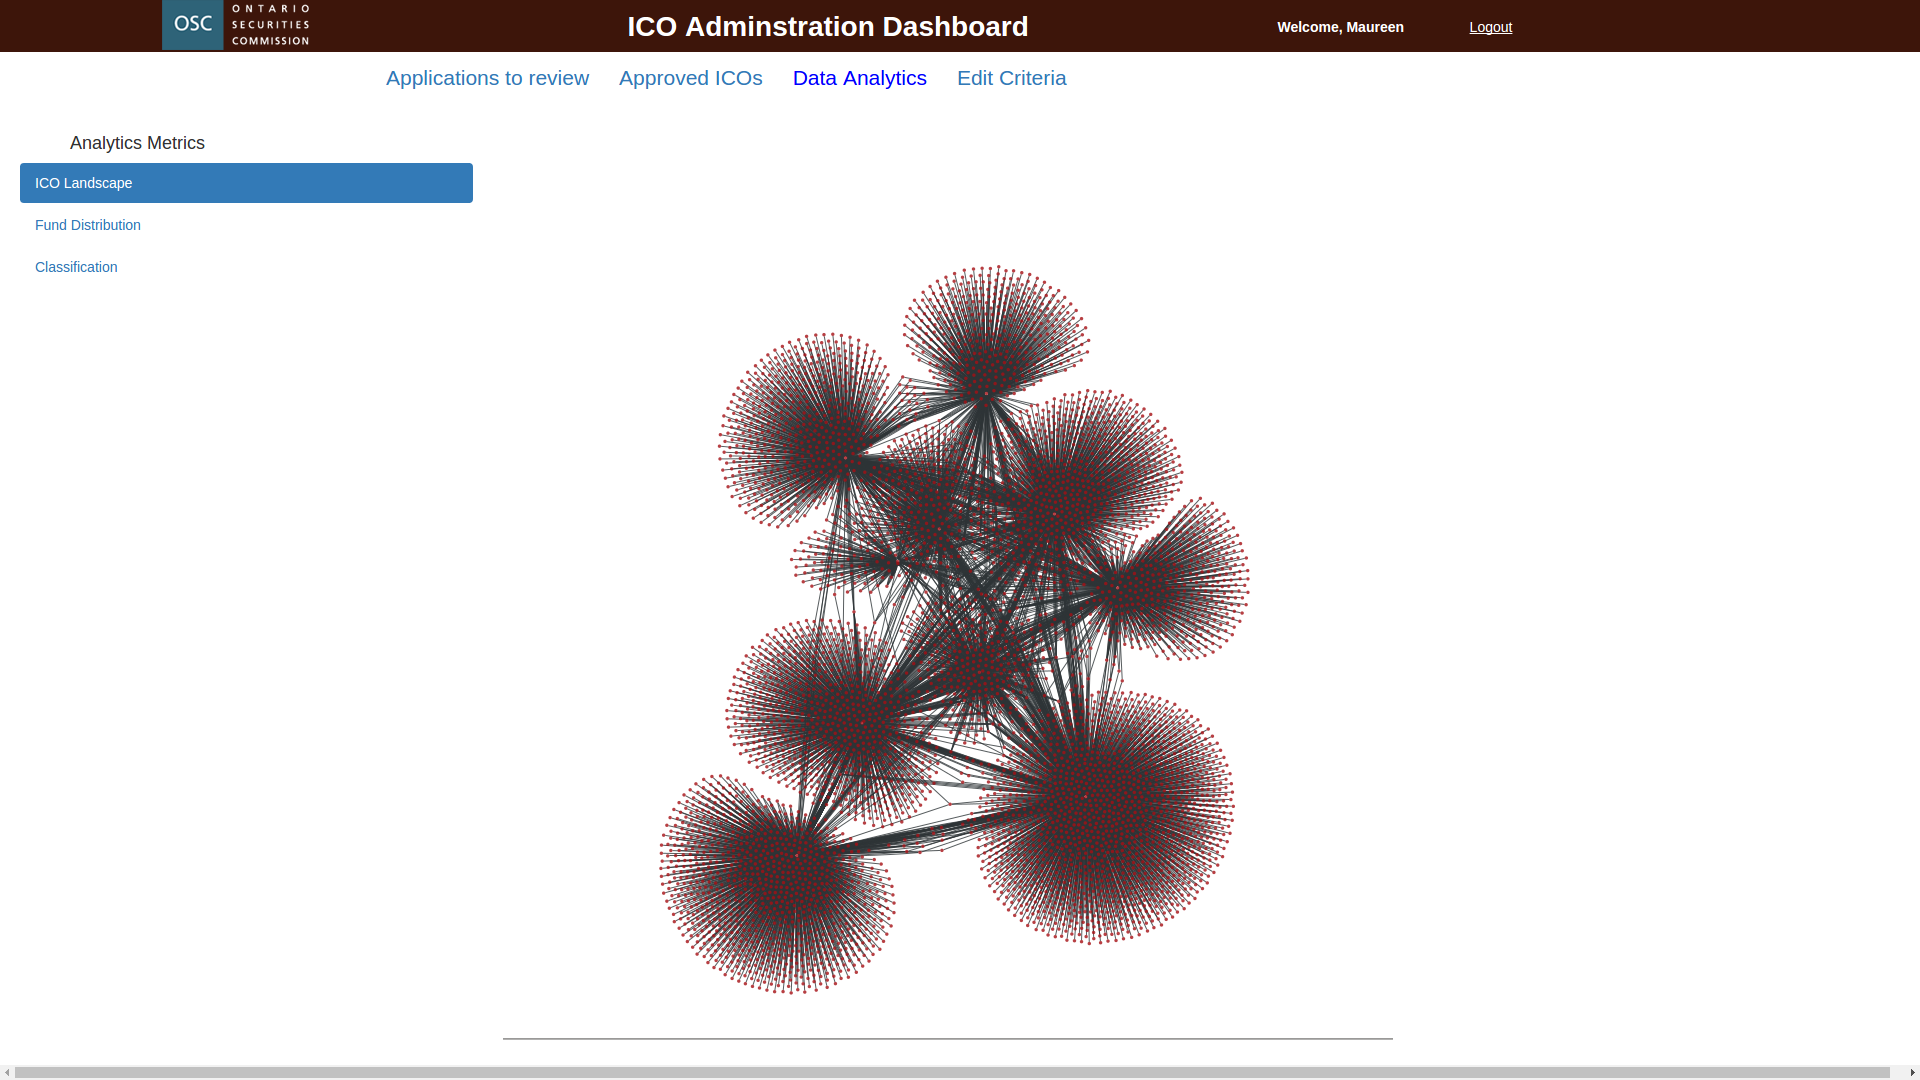 OSC
ONTARIO
SECURITIES
COMMISSION
ICO Adminstration Dashboard
Welcome, Maureen
Logout
Applications to review
Approved ICOs
Data Analytics
Edit Criteria
Analytics Metrics
ICO Landscape
Fund Distribution
Classification